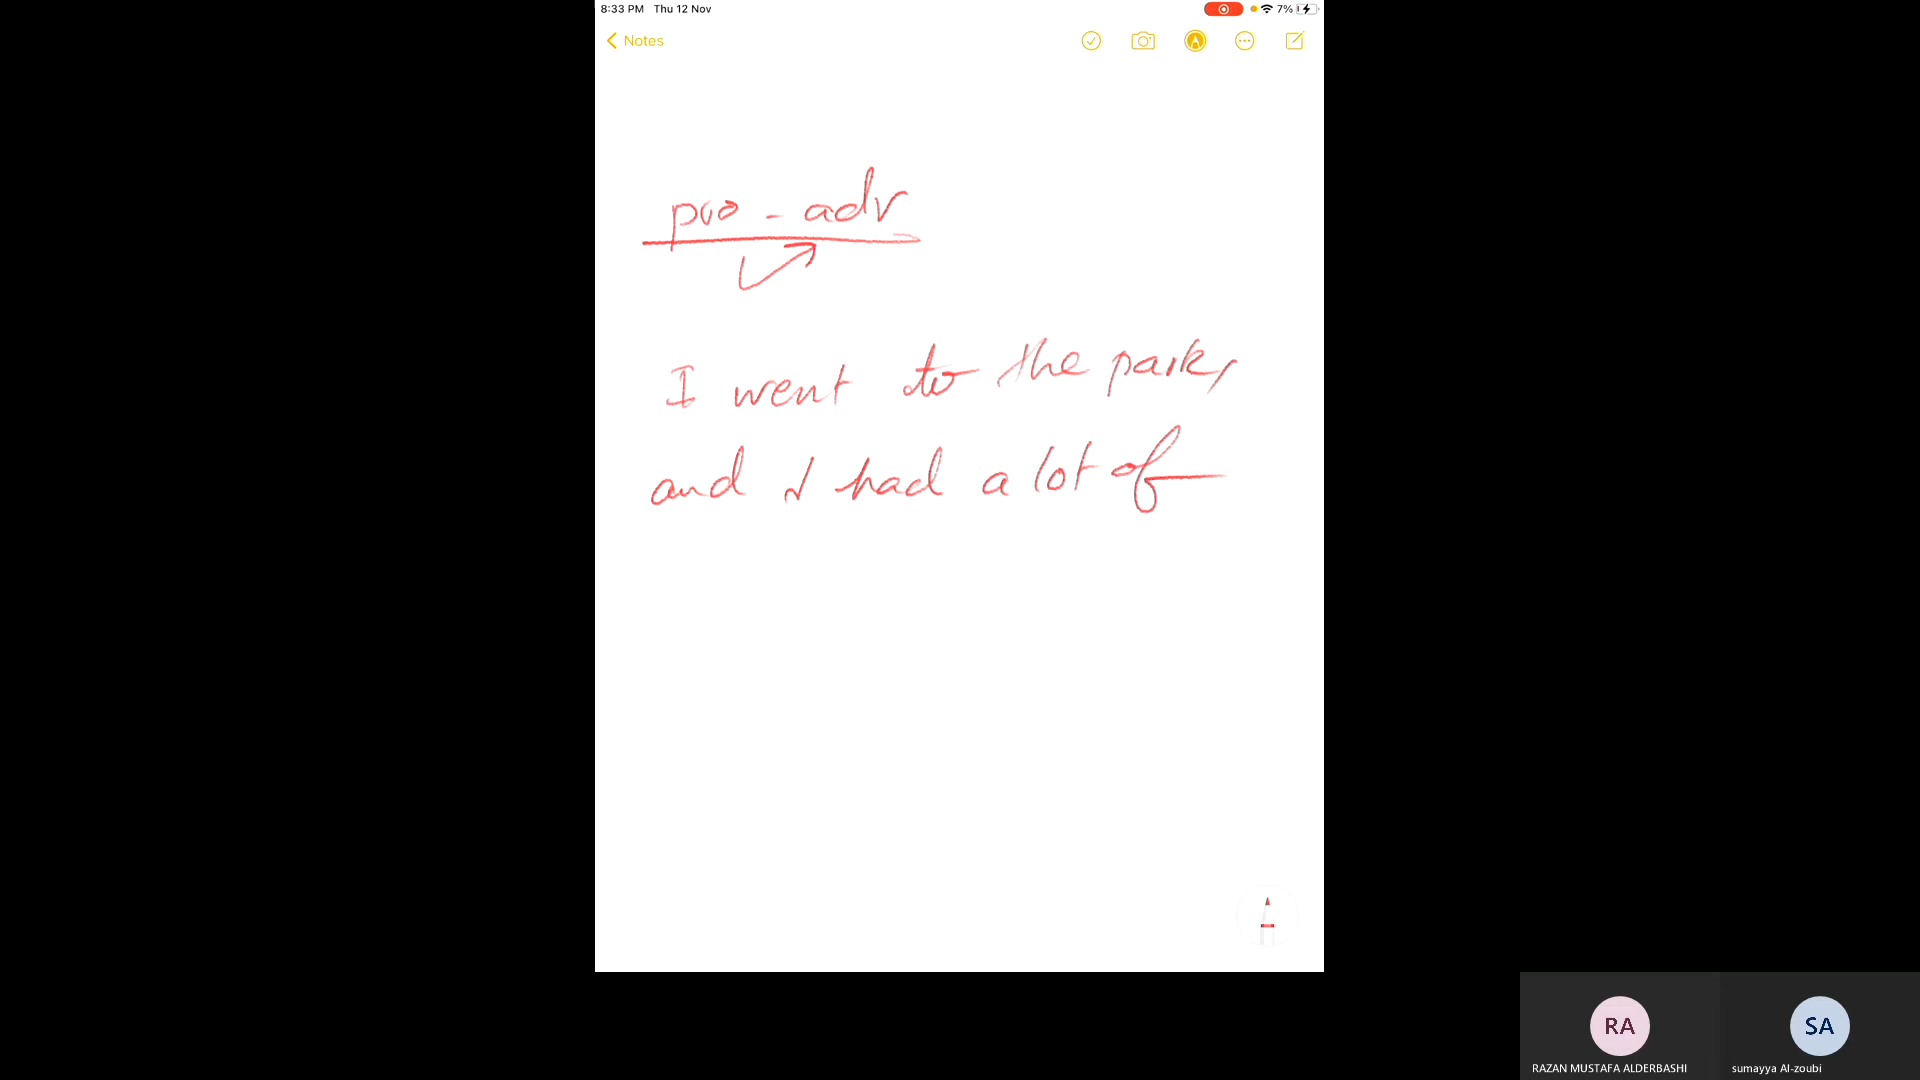 8:33 PM Thu 12 Nov 7%
Notes
pro - adv
I went to the park,
and I had a lot of
RA SA
RAZAN MUSTAFA ALDERBASHI sumayya Al-zoubi